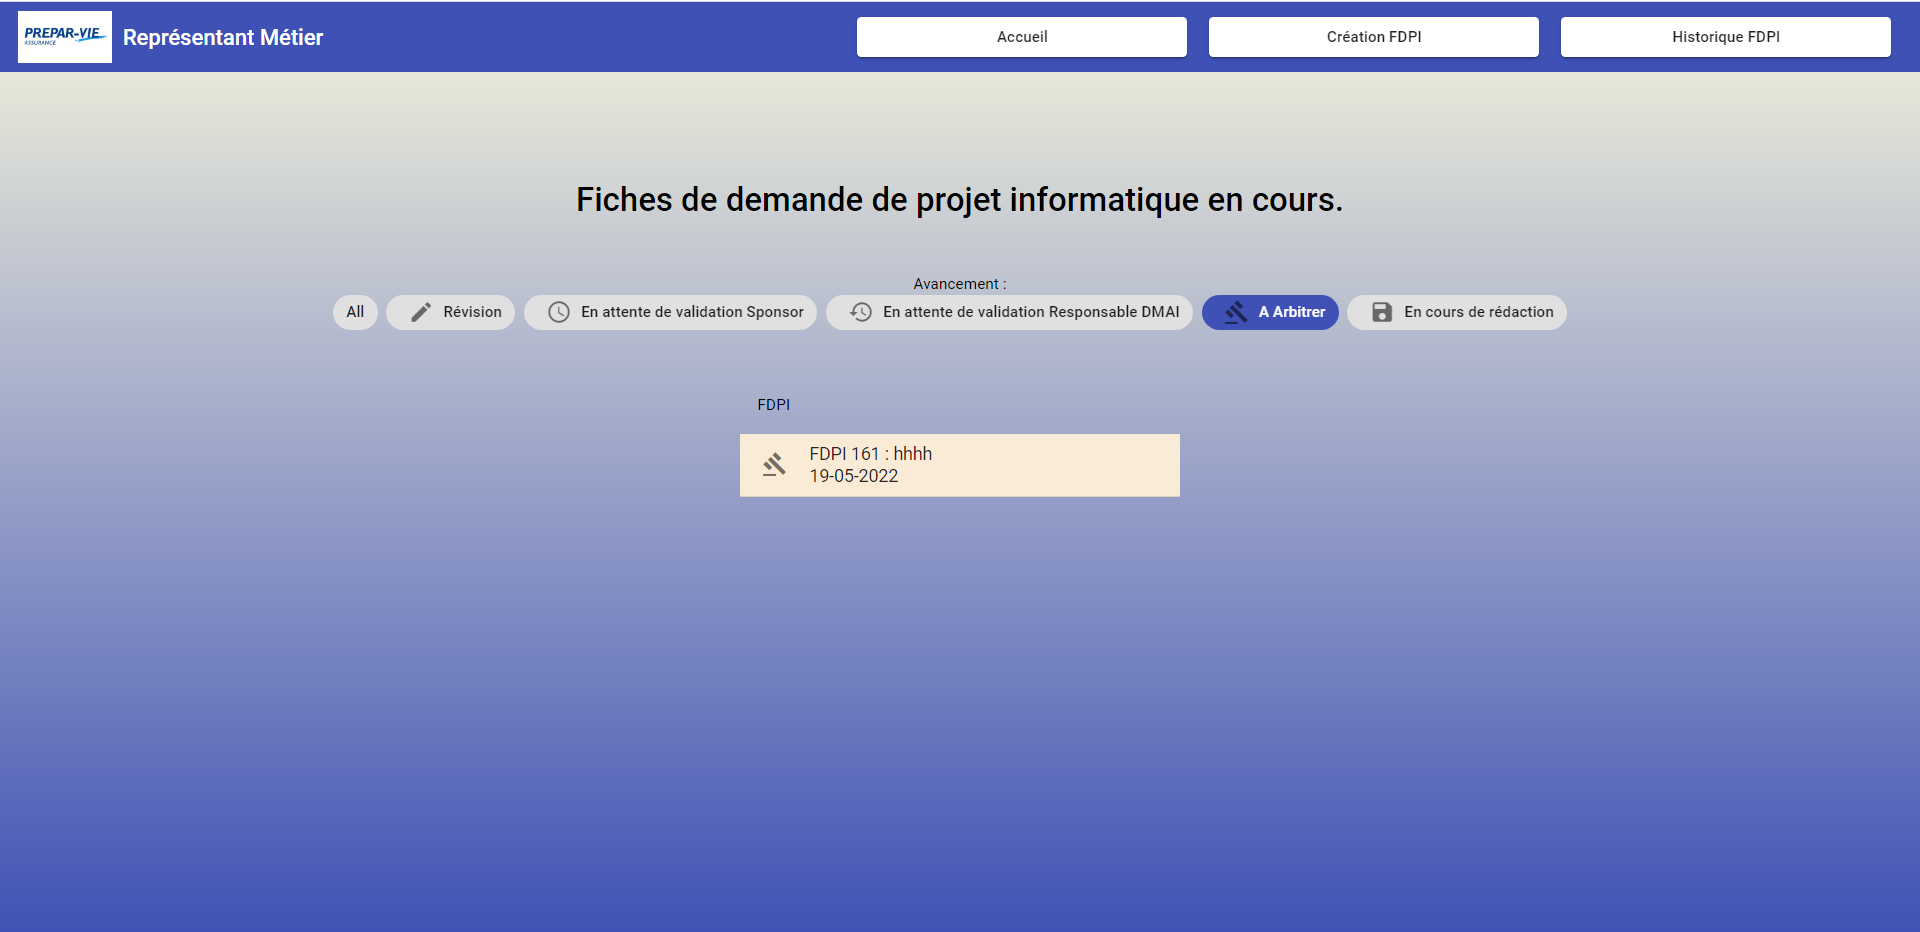 PREPAR-VIE
ASSURANCE
Représentant Métier
Accueil
Création FDPI
Historique FDPI
Fiches de demande de projet informatique en cours.
Avancement :
All
Révision
En attente de validation Sponsor
En attente de validation Responsable DMAI
A Arbitrer
En cours de rédaction
FDPI
FDPI 161 : hhhh
19-05-2022